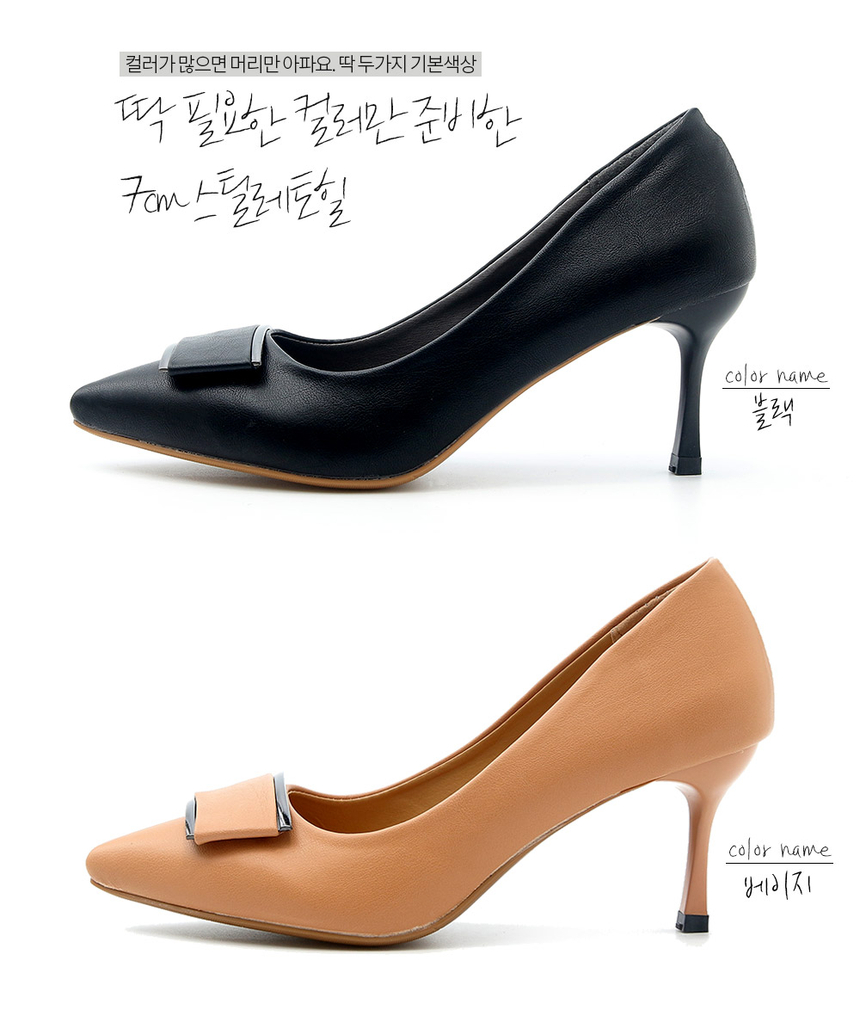 컬러가 많으면 머리만 아파요. 딱 두가지 기본색상
딱 필요한 컬러만 준비한
7cm 스틸레토힐
color name
블랙
color name
베이지